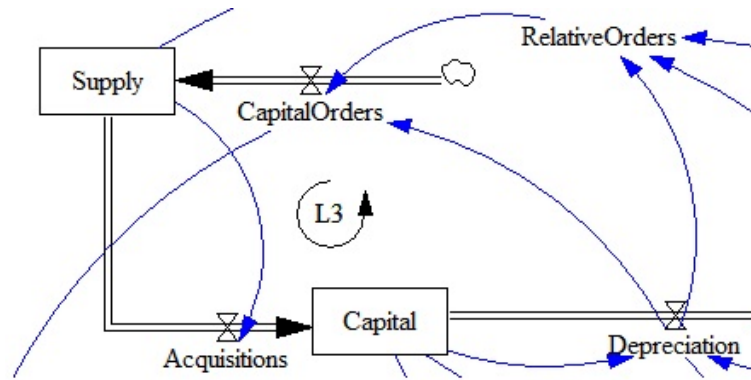 RelativeOrders
Supply
CapitalOrders
L3
Capital
Acquisitions
Depreciation